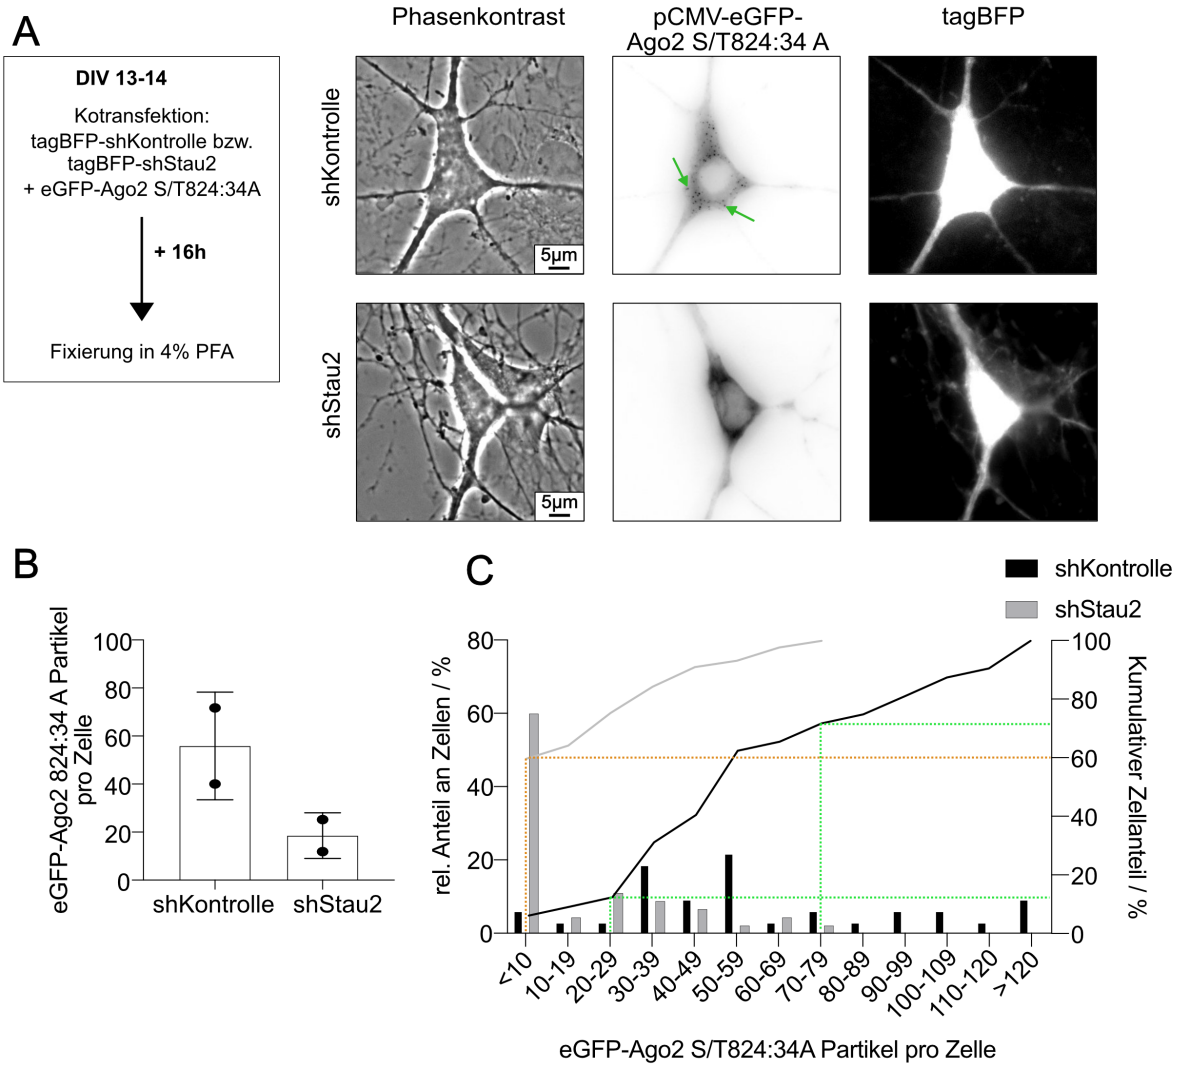 A
DIV 13-14
Kotransfektion:
tagBFP-shKontrolle bzw.
tagBFP-shStau2
+ eGFP-Ago2 S/T824:34A
+ 16h
Fixierung in 4% PFA
Phasenkontrast
pCMV-eGFP-
Ago2 S/T824:34 A
tagBFP
shKontrolle
5µm
shStau2
5µm
B
eGFP-Ago2 824:34 A Partikel
pro Zelle
100
80
60
40
20
0
shKontrolle
shStau2
C
shKontrolle
shStau2
rel. Anteil an Zellen / %
80
60
40
20
0
100
80
60
40
20
0
Kumulativer Zellanteil / %
<10
10-19
20-29
30-39
40-49
50-59
60-69
70-79
80-89
90-99
100-109
110-120
>120
eGFP-Ago2 S/T824:34A Partikel pro Zelle